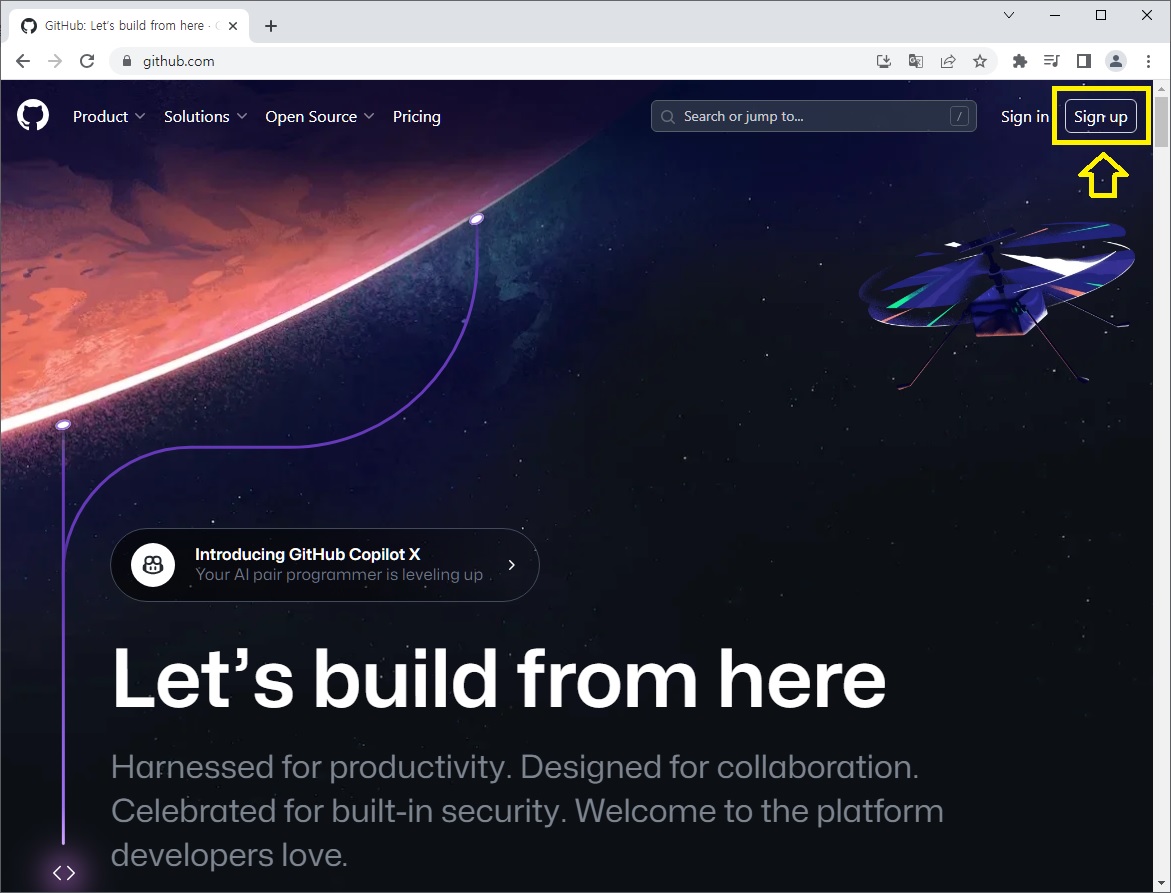 GitHub: Let's build from here ·
github.com
Product Solutions Open Source Pricing Search or jump to... / Sign in Sign up
Introducing GitHub Copilot X
Your AI pair programmer is leveling up
Let's build from here
Harnessed for productivity. Designed for collaboration.
Celebrated for built-in security. Welcome to the platform
developers love.